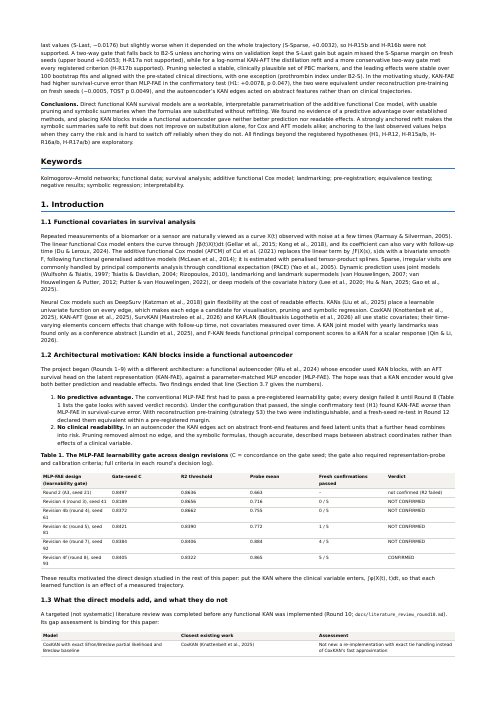 last values (S-Last, −0.0176) but slightly worse when it depended on the whole trajectory (S-Sparse, +0.0032), so H-R15b and H-R16b were not
supported. A two-way gate that falls back to B2-S unless anchoring wins on validation kept the S-Last gain but again missed the S-Sparse margin on fresh
seeds (upper bound +0.0053; H-R17a not supported), while for a log-normal KAN-AFT the distillation refit and a more conservative two-way gate met
every registered criterion (H-R17b supported). Pruning selected a stable, clinically plausible set of PBC markers, and the leading effects were stable over
100 bootstrap fits and aligned with the pre-stated clinical directions, with one exception (prothrombin index under B2-S). In the motivating study, KAN-FAE
had higher survival-curve error than MLP-FAE in the confirmatory test (H1: +0.0078, p 0.047), the two were equivalent under reconstruction pre-training
on fresh seeds (−0.0005, TOST p 0.0049), and the autoencoder's KAN edges acted on abstract features rather than on clinical trajectories.
Conclusions. Direct functional KAN survival models are a workable, interpretable parametrisation of the additive functional Cox model, with usable
pruning and symbolic summaries when the formulas are substituted without refitting. We found no evidence of a predictive advantage over established
methods, and placing KAN blocks inside a functional autoencoder gave neither better prediction nor readable effects. A strongly anchored refit makes the
symbolic summaries safe to refit but does not improve on substitution alone, for Cox and AFT models alike; anchoring to the last observed values helps
when they carry the risk and is hard to switch off reliably when they do not. All findings beyond the registered hypotheses (H1, H-R12, H-R15a/b, H-
R16a/b, H-R17a/b) are exploratory.
Keywords
Kolmogorov–Arnold networks; functional data; survival analysis; additive functional Cox model; landmarking; pre-registration; equivalence testing;
negative results; symbolic regression; interpretability.
1. Introduction
1.1 Functional covariates in survival analysis
Repeated measurements of a biomarker or a sensor are naturally viewed as a curve X(t) observed with noise at a few times (Ramsay & Silverman, 2005).
The linear functional Cox model enters the curve through ∫β(t)X(t)dt (Gellar et al., 2015; Kong et al., 2018), and its coefficient can also vary with follow-up
time (Du & Leroux, 2024). The additive functional Cox model (AFCM) of Cui et al. (2021) replaces the linear term by ∫F(X(s), s)ds with a bivariate smooth
F, following functional generalised additive models (McLean et al., 2014); it is estimated with penalised tensor-product splines. Sparse, irregular visits are
commonly handled by principal components analysis through conditional expectation (PACE) (Yao et al., 2005). Dynamic prediction uses joint models
(Wulfsohn & Tsiatis, 1997; Tsiatis & Davidian, 2004; Rizopoulos, 2010), landmarking and landmark supermodels (van Houwelingen, 2007; van
Houwelingen & Putter, 2012; Putter & van Houwelingen, 2022), or deep models of the covariate history (Lee et al., 2020; Hu & Nan, 2025; Gao et al.,
2025).
Neural Cox models such as DeepSurv (Katzman et al., 2018) gain flexibility at the cost of readable effects. KANs (Liu et al., 2025) place a learnable
univariate function on every edge, which makes each edge a candidate for visualisation, pruning and symbolic regression. CoxKAN (Knottenbelt et al.,
2025), KAN-AFT (Jose et al., 2025), SurvKAN (Mastroleo et al., 2026) and KAPLAN (Boulitsakis Logothetis et al., 2026) all use static covariates; their time-
varying elements concern effects that change with follow-up time, not covariates measured over time. A KAN joint model with yearly landmarks was
found only as a conference abstract (Lundin et al., 2025), and F-KAN feeds functional principal component scores to a KAN for a scalar response (Qin & Li,
2026).
1.2 Architectural motivation: KAN blocks inside a functional autoencoder
The project began (Rounds 1–9) with a different architecture: a functional autoencoder (Wu et al., 2024) whose encoder used KAN blocks, with an AFT
survival head on the latent representation (KAN-FAE), against a parameter-matched MLP encoder (MLP-FAE). The hope was that a KAN encoder would give
both better prediction and readable effects. Two findings ended that line (Section 3.7 gives the numbers).
1. No predictive advantage. The conventional MLP-FAE first had to pass a pre-registered learnability gate; every design failed it until Round 8 (Table
1 lists the gate looks with saved verdict records). Under the configuration that passed, the single confirmatory test (H1) found KAN-FAE worse than
MLP-FAE in survival-curve error. With reconstruction pre-training (strategy S3) the two were indistinguishable, and a fresh-seed re-test in Round 12
declared them equivalent within a pre-registered margin.
2. No clinical readability. In an autoencoder the KAN edges act on abstract front-end features and feed latent units that a further head combines
into risk. Pruning removed almost no edge, and the symbolic formulas, though accurate, described maps between abstract coordinates rather than
effects of a clinical variable.
Table 1. The MLP-FAE learnability gate across design revisions (C = concordance on the gate seed; the gate also required representation-probe
and calibration criteria; full criteria in each round's decision log).
MLP-FAE design (learnability gate) Gate-seed C R2 threshold Probe mean Fresh confirmations passed Verdict
Round 2 (A3, seed 21) 0.8497 0.8636 0.663 – not confirmed (R2 failed)
Revision 4 (round 3), seed 41 0.8189 0.8656 0.716 0 / 5 NOT CONFIRMED
Revision 4b (round 4), seed 61 0.8372 0.8662 0.755 0 / 5 NOT CONFIRMED
Revision 4c (round 5), seed 81 0.8421 0.8390 0.772 1 / 5 NOT CONFIRMED
Revision 4e (round 7), seed 92 0.8384 0.8406 0.884 4 / 5 NOT CONFIRMED
Revision 4f (round 8), seed 93 0.8405 0.8322 0.865 5 / 5 CONFIRMED
These results motivated the direct design studied in the rest of this paper: put the KAN where the clinical variable enters, ∫φ(X(t), t)dt, so that each
learned function is an effect of a measured trajectory.
1.3 What the direct models add, and what they do not
A targeted (not systematic) literature review was completed before any functional KAN was implemented (Round 10; docs/literature_review_round10.md).
Its gap assessment is binding for this paper:
Model Closest existing work Assessment
CoxKAN with exact Efron/Breslow partial likelihood and Breslow baseline CoxKAN (Knottenbelt et al., 2025) Not new: a re-implementation with exact tie handling instead of CoxKAN's fast approximation